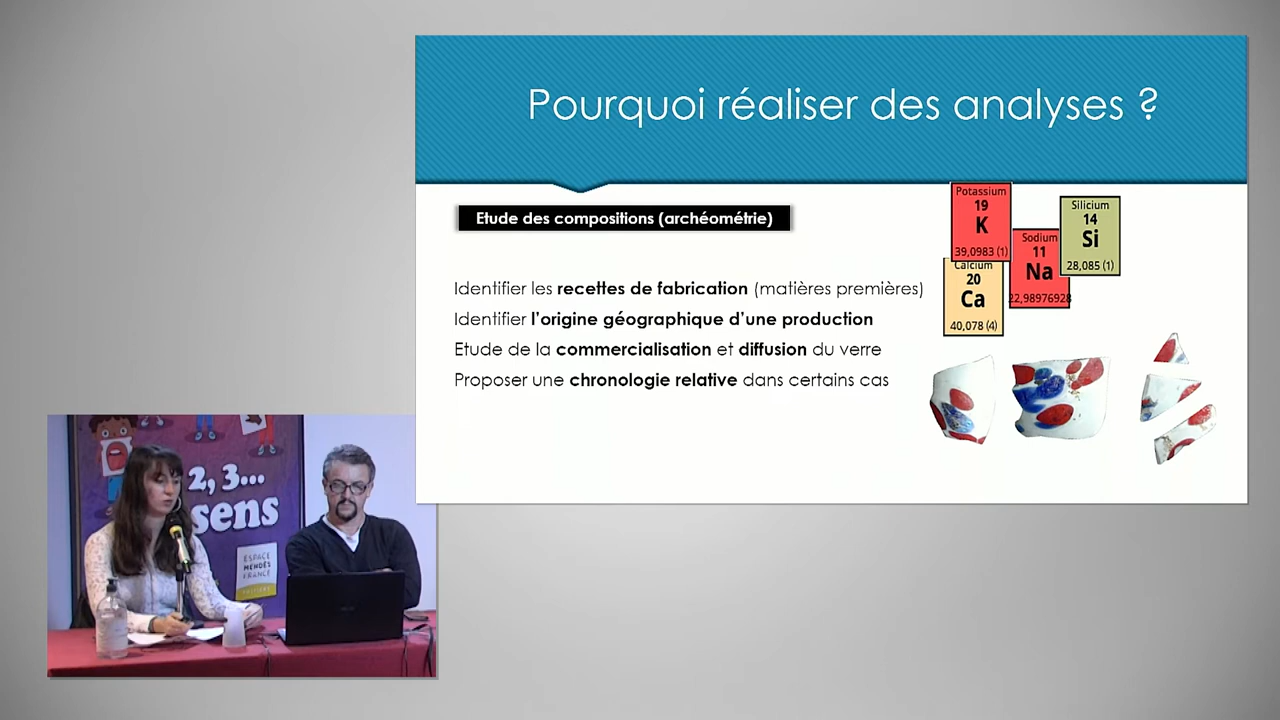 Pourquoi réaliser des analyses ?
Etude des compositions (archéométrie)
Identifier les recettes de fabrication (matières premières)
Identifier l'origine géographique d'une production
Etude de la commercialisation et diffusion du verre
Proposer une chronologie relative dans certains cas
Potassium
19
K
39,0983 (1)
Silicium
14
Si
28,085 (1)
Sodium
11
Na
22,98976928
Calcium
20
Ca
40,078 (4)
2, 3...
sens
ESPACE
MENDÈS
FRANCE
POITIERS